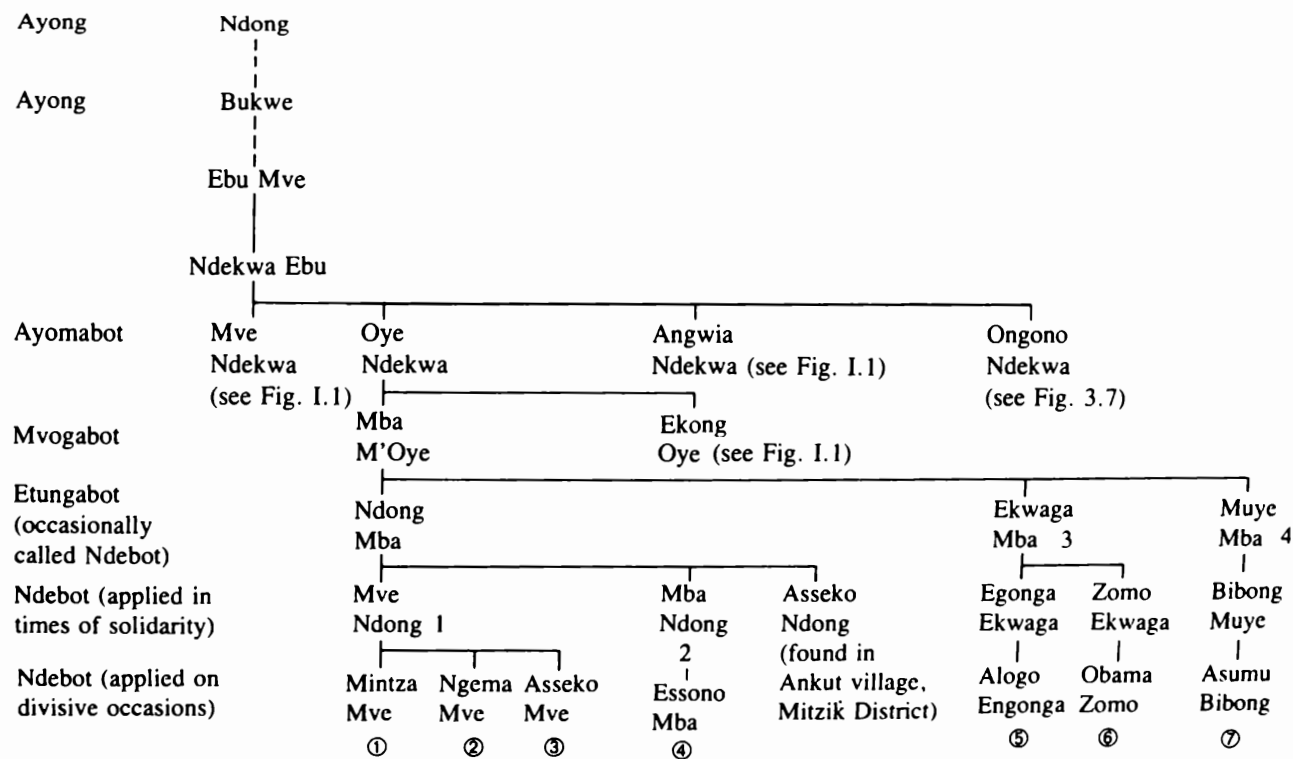 Ayong Ndong
Ayong Bukwe
Ebu Mve
Ndekwa Ebu
Ayomabot Mve Oye Angwia Ongono
Ndekwa Ndekwa Ndekwa (see Fig. I.1) Ndekwa
(see Fig. I.1) (see Fig. 3.7)
Mvogabot Mba Ekong
M'Oye Oye (see Fig. I.1)
Etungabot Ndong Ekwaga Muye
(occasionally Mba Mba 3 Mba 4
called Ndebot)
Ndebot (applied in Mve Mba Asseko Egonga Zomo Bibong
times of solidarity) Ndong 1 Ndong Ndong Ekwaga Ekwaga Muye
2 (found in
Ndebot (applied on Mintza Ngema Asseko Essono Ankut village, Alogo Obama Asumu
divisive occasions) Mve Mve Mve Mba Mitzik District) Engonga Zomo Bibong
① ② ③ ④ ⑤ ⑥ ⑦